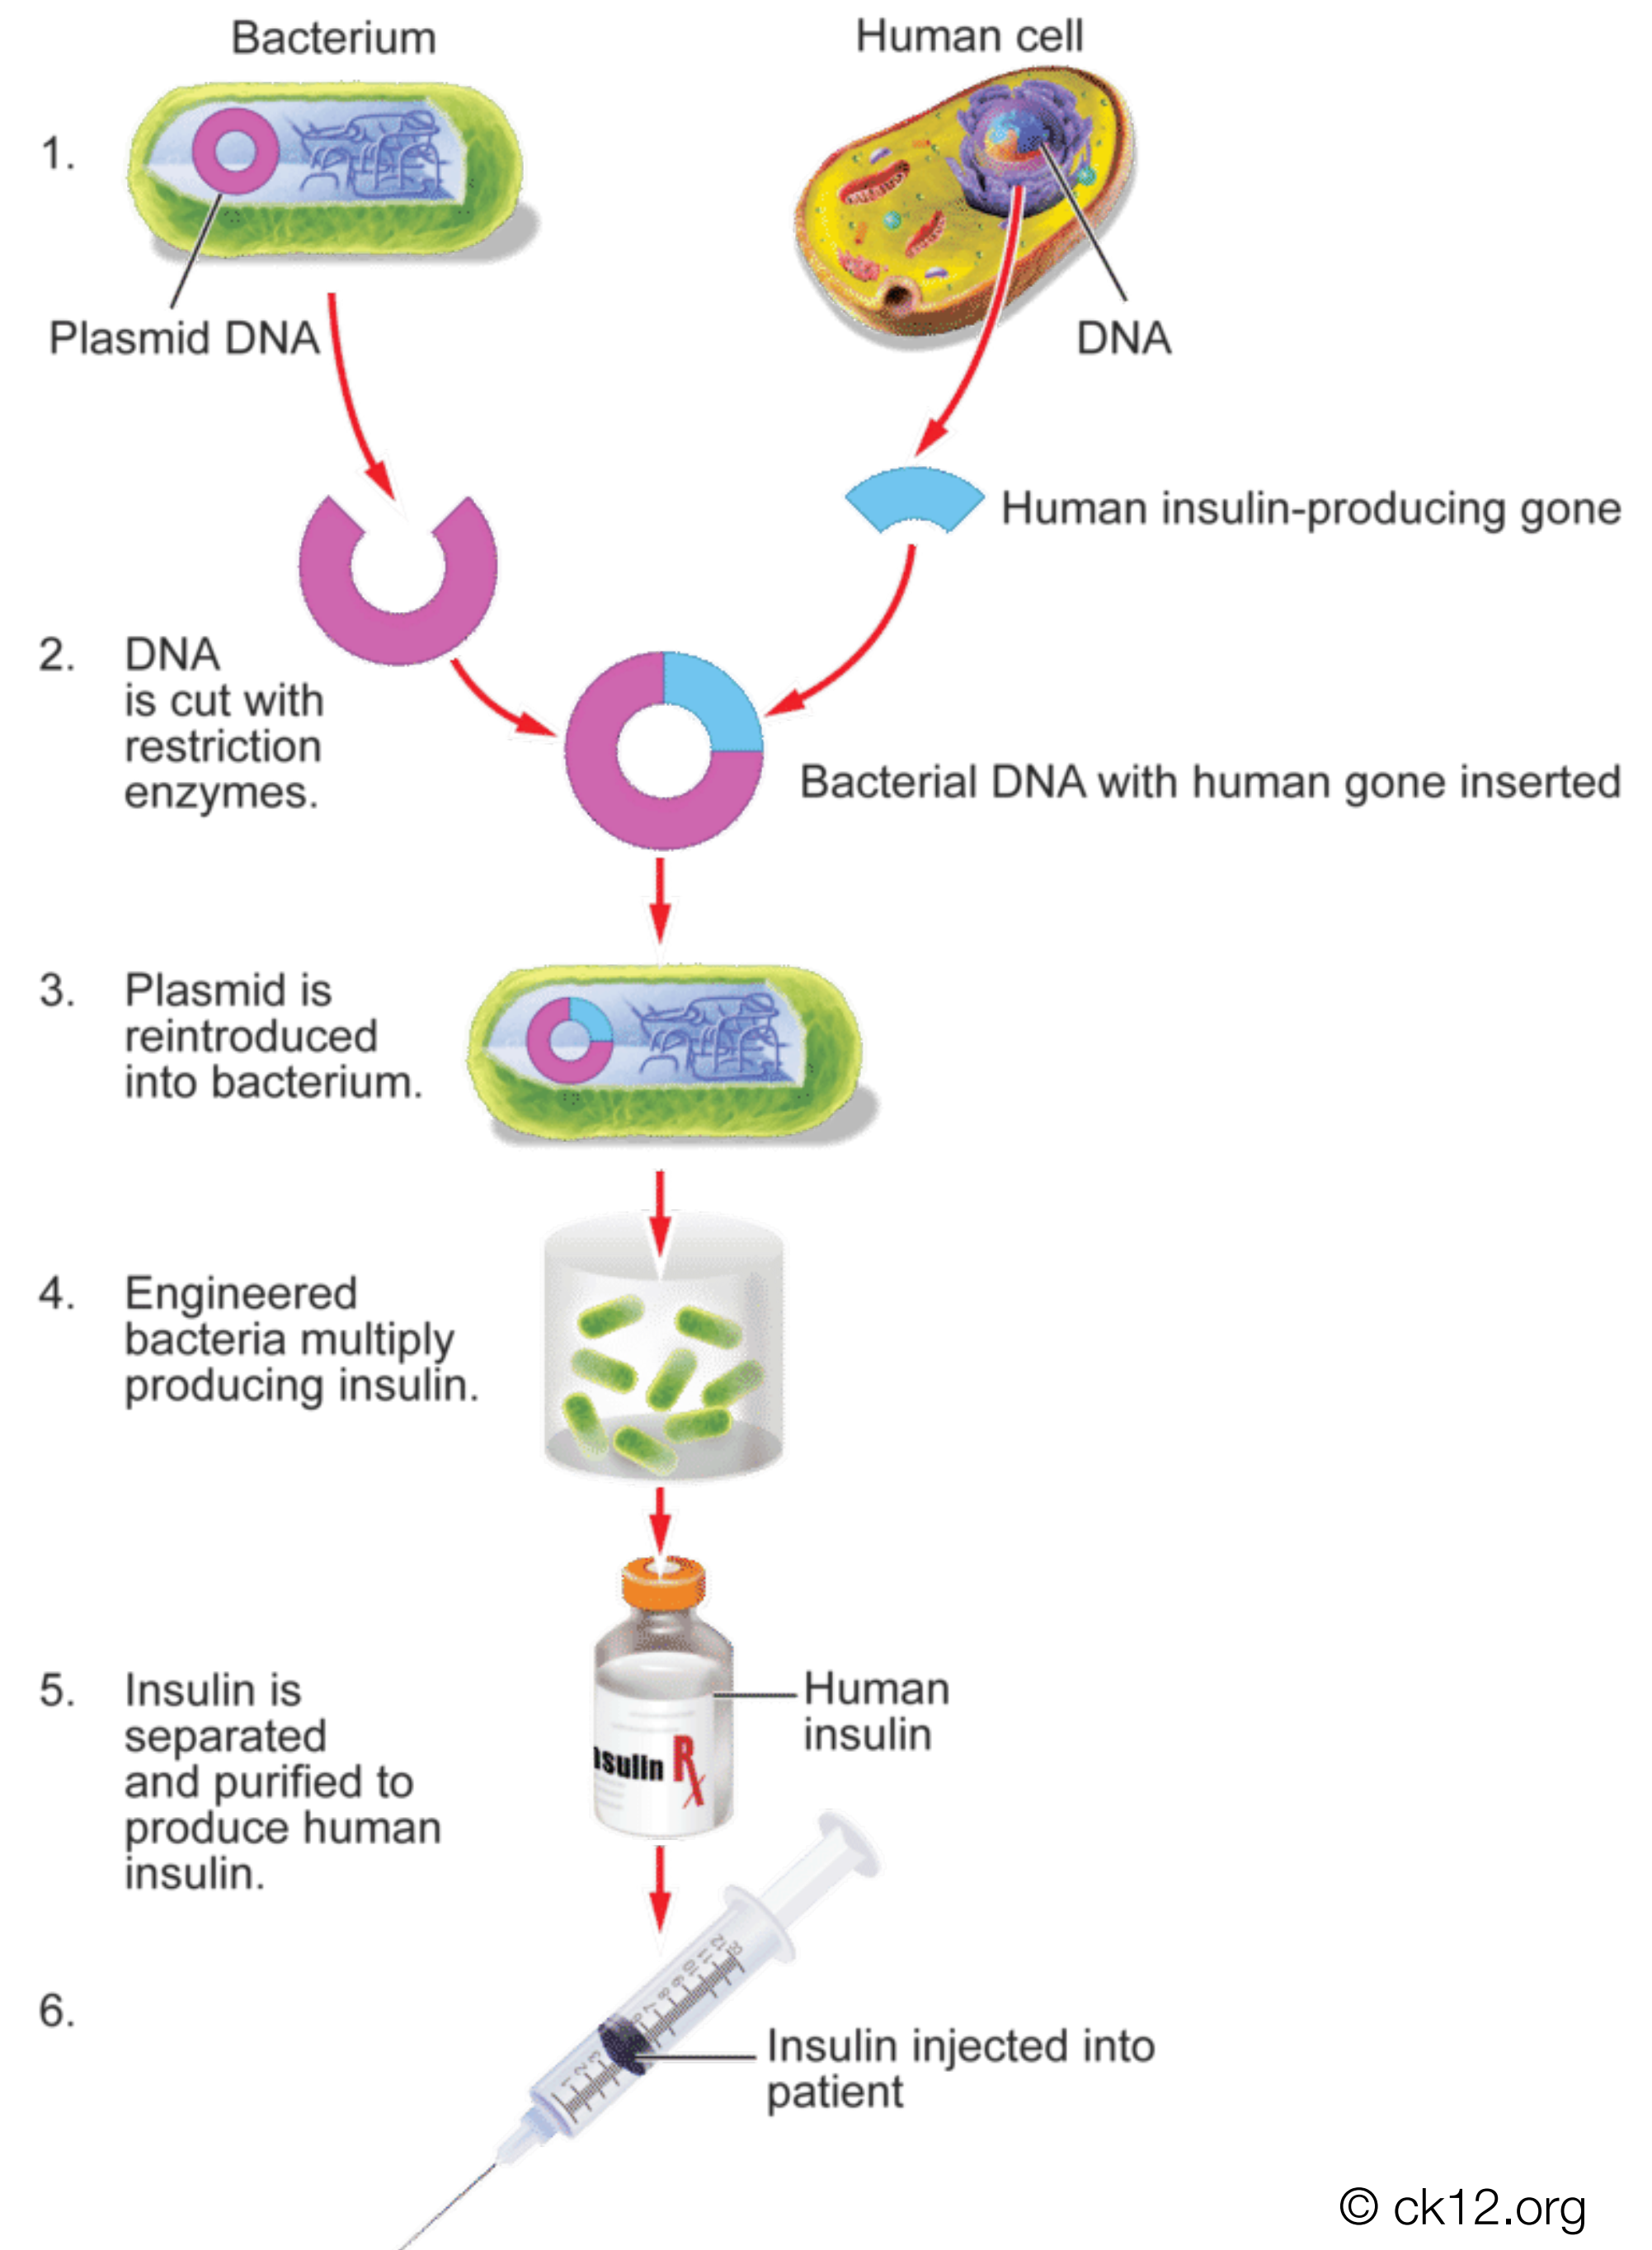 Bacterium
Human cell
1.
Plasmid DNA
DNA
Human insulin-producing gone
2. DNA
is cut with
restriction
enzymes.
Bacterial DNA with human gone inserted
3. Plasmid is
reintroduced
into bacterium.
4. Engineered
bacteria multiply
producing insulin.
5. Insulin is
separated
and purified to
produce human
insulin.
Human
insulin
sulin Rx
6.
Insulin injected into
patient
© ck12.org